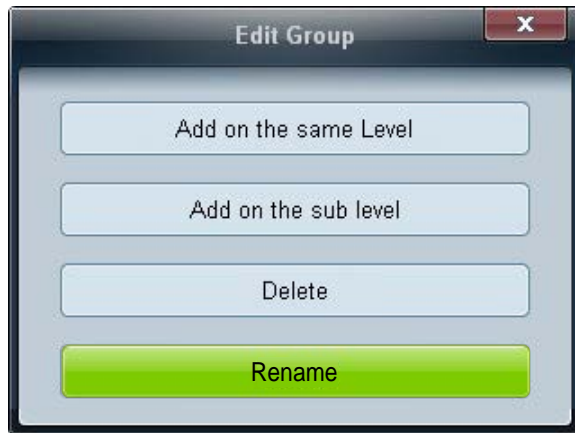 Edit Group
X
Add on the same Level
Add on the sub level
Delete
Rename